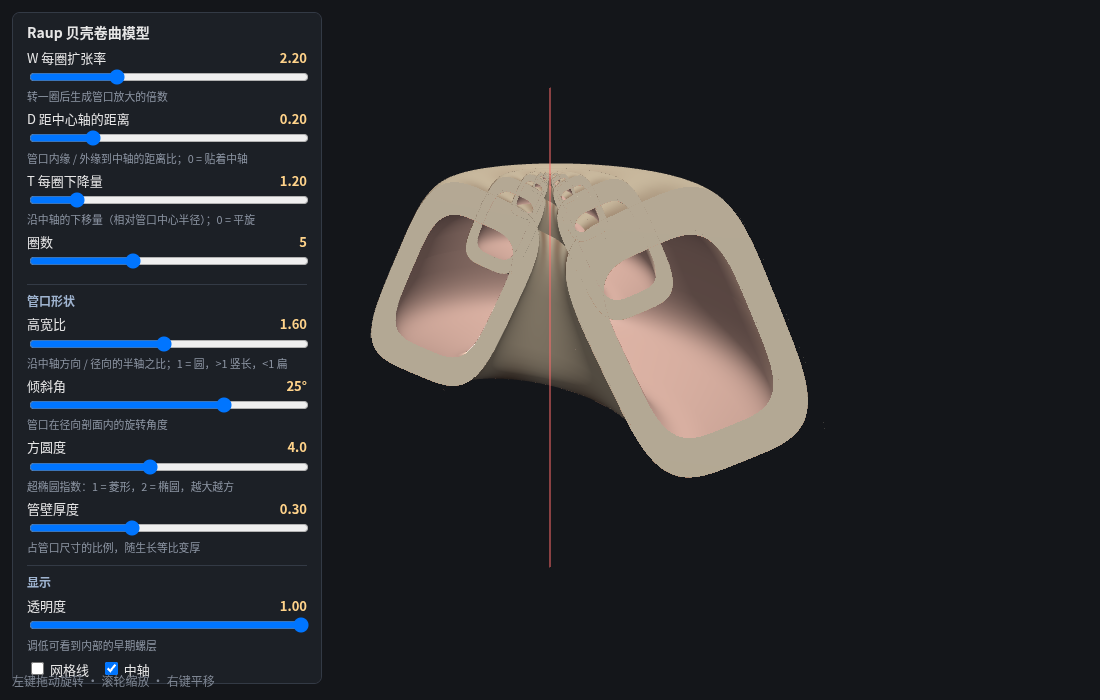 Raup 贝壳卷曲模型
W 每圈扩张率 2.20
转一圈后生成管口放大的倍数
D 距中心轴的距离 0.20
管口内缘 / 外缘到中轴的距离比；0 = 贴着中轴
T 每圈下降量 1.20
沿中轴的下移量（相对管口中心半径）；0 = 平旋
圈数 5
管口形状
高宽比 1.60
沿中轴方向 / 径向的半轴之比；1 = 圆，>1 竖长，<1 扁
倾斜角 25°
管口在径向剖面内的旋转角度
方圆度 4.0
超椭圆指数：1 = 菱形，2 = 椭圆，越大越方
管壁厚度 0.30
占管口尺寸的比例，随生长等比变厚
显示
透明度 1.00
调低可看到内部的早期螺层
网格线 中轴
左键拖动旋转 · 滚轮缩放 · 右键平移